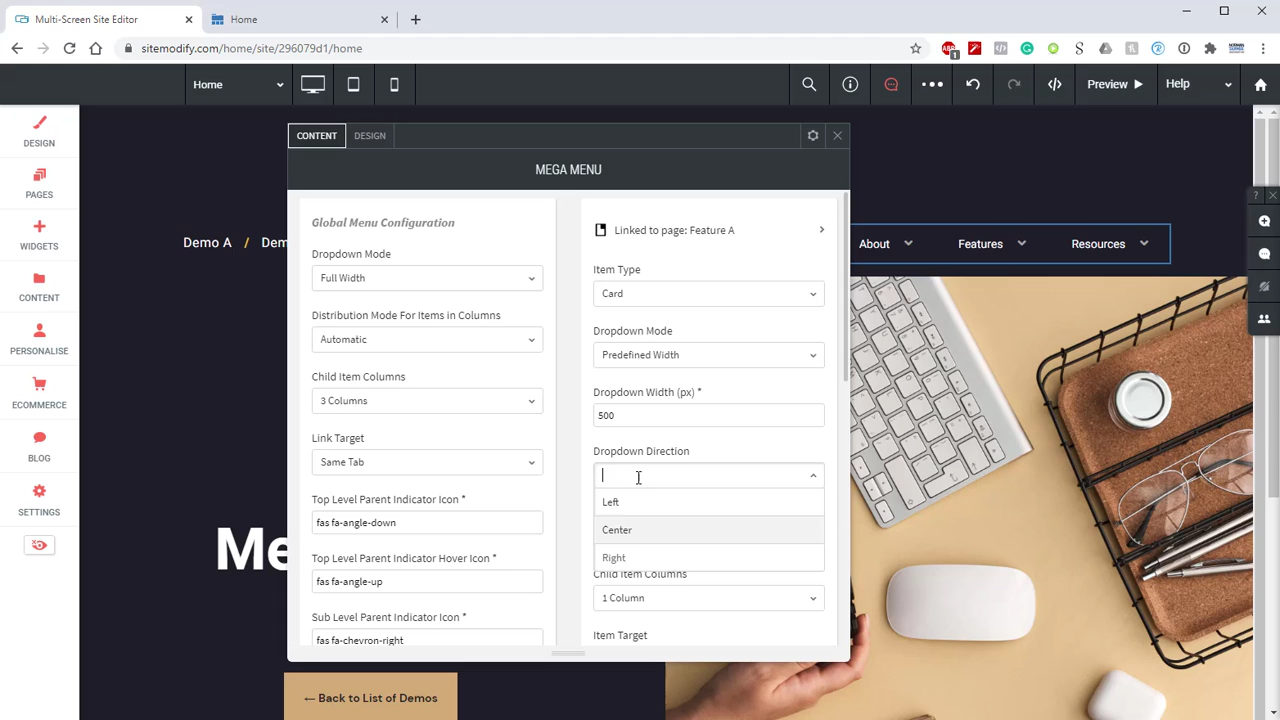 Multi-Screen Site Editor
Home
sitemodify.com/home/site/296079d1/home
1
Home
Preview
Help
DESIGN
PAGES
WIDGETS
CONTENT
PERSONALISE
ECOMMERCE
BLOG
SETTINGS
CONTENT
DESIGN
MEGA MENU
Global Menu Configuration
Dropdown Mode
Full Width
Distribution Mode For Items in Columns
Automatic
Child Item Columns
3 Columns
Link Target
Same Tab
Top Level Parent Indicator Icon *
fas fa-angle-down
Top Level Parent Indicator Hover Icon *
fas fa-angle-up
Sub Level Parent Indicator Icon *
fas fa-chevron-right
Linked to page: Feature A
Item Type
Card
Dropdown Mode
Predefined Width
Dropdown Width (px) *
500
Dropdown Direction
Left
Center
Right
Child Item Columns
1 Column
Item Target
Demo A / Dem
About
Features
Resources
Me
← Back to List of Demos
?